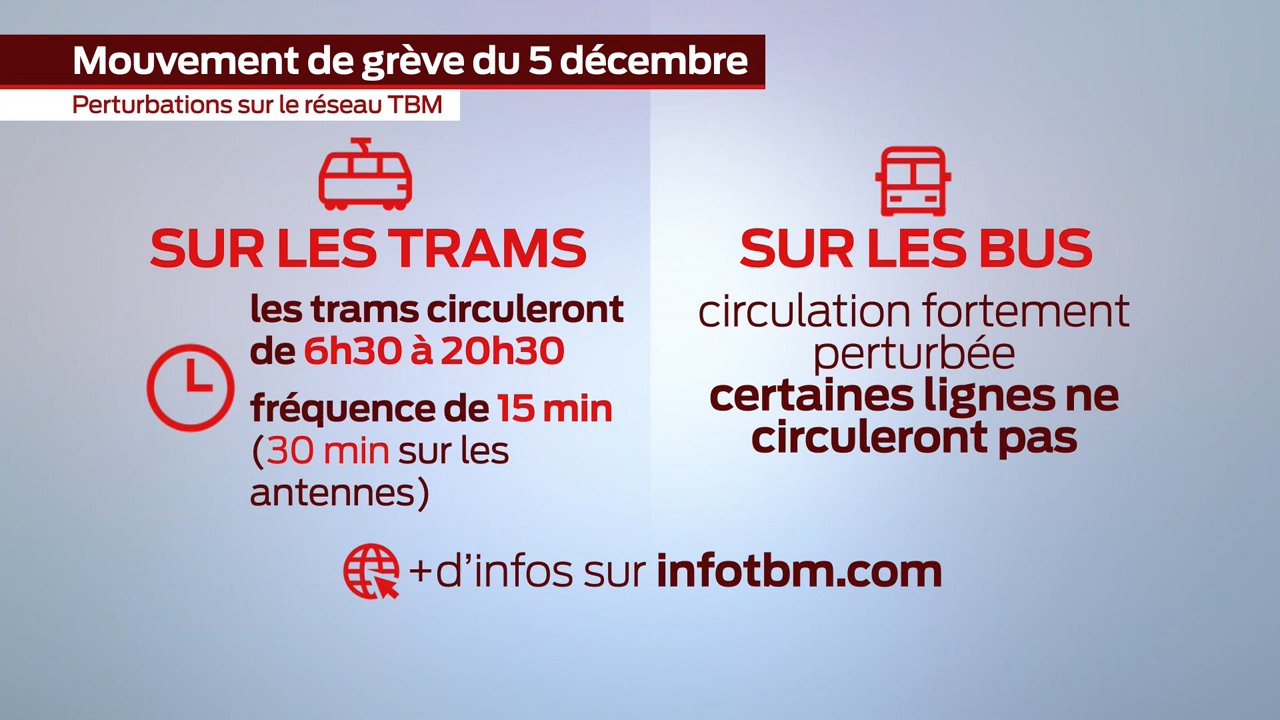 Mouvement de grève du 5 décembre
Perturbations sur le réseau TBM
SUR LES TRAMS
les trams circuleront
de 6h30 à 20h30
fréquence de 15 min
(30 min sur les
antennes)
SUR LES BUS
circulation fortement
perturbée
certaines lignes ne
circuleront pas
+d'infos sur infotbm.com